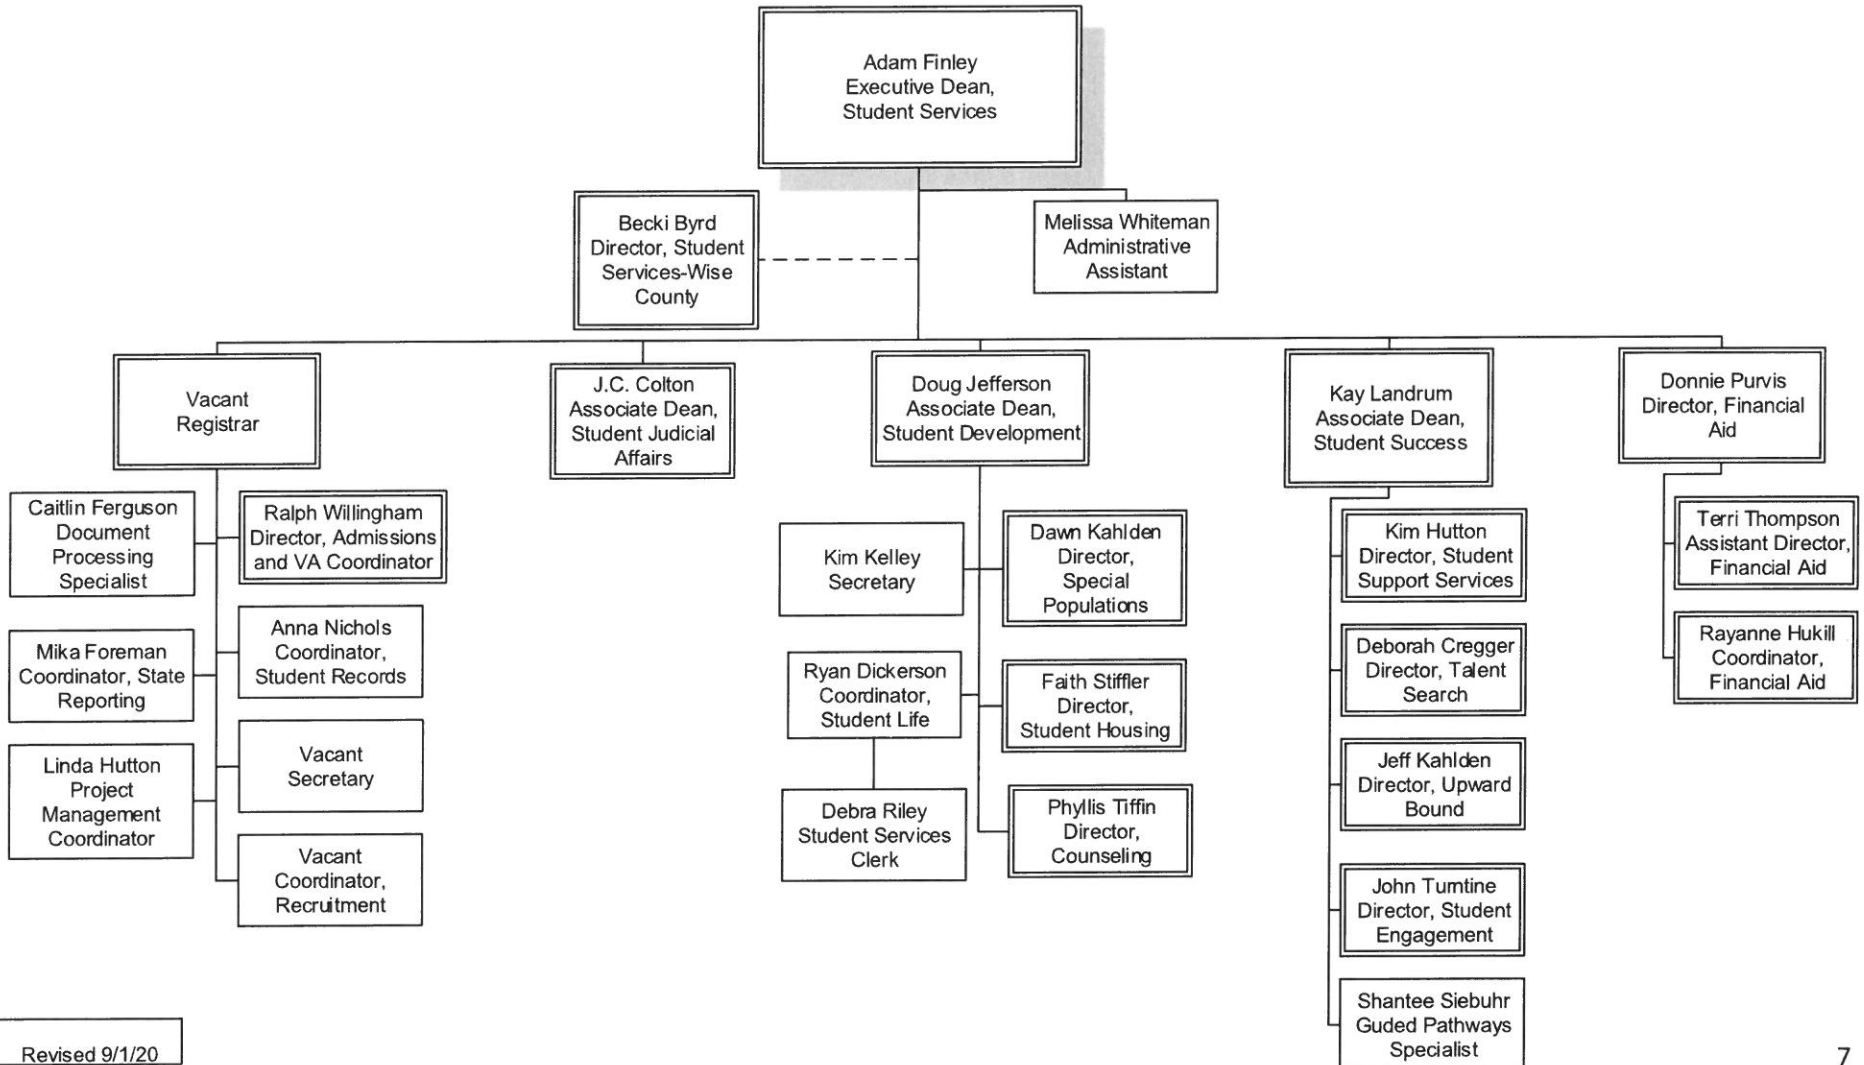 Adam Finley
Executive Dean,
Student Services
Becki Byrd
Director, Student
Services-Wise
County
Melissa Whiteman
Administrative
Assistant
Vacant
Registrar
J.C. Colton
Associate Dean,
Student Judicial
Affairs
Doug Jefferson
Associate Dean,
Student Development
Kay Landrum
Associate Dean,
Student Success
Donnie Purvis
Director, Financial
Aid
Caitlin Ferguson
Document
Processing
Specialist
Ralph Willingham
Director, Admissions
and VA Coordinator
Mika Foreman
Coordinator, State
Reporting
Anna Nichols
Coordinator,
Student Records
Linda Hutton
Project
Management
Coordinator
Vacant
Secretary
Vacant
Coordinator,
Recruitment
Kim Kelley
Secretary
Dawn Kahlden
Director,
Special
Populations
Ryan Dickerson
Coordinator,
Student Life
Faith Stiffler
Director,
Student Housing
Debra Riley
Student Services
Clerk
Phyllis Tiffin
Director,
Counseling
Kim Hutton
Director, Student
Support Services
Deborah Cregger
Director, Talent
Search
Jeff Kahlden
Director, Upward
Bound
John Turntine
Director, Student
Engagement
Shantee Siebuhr
Guded Pathways
Specialist
Terri Thompson
Assistant Director,
Financial Aid
Rayanne Hukill
Coordinator,
Financial Aid
Revised 9/1/20
7